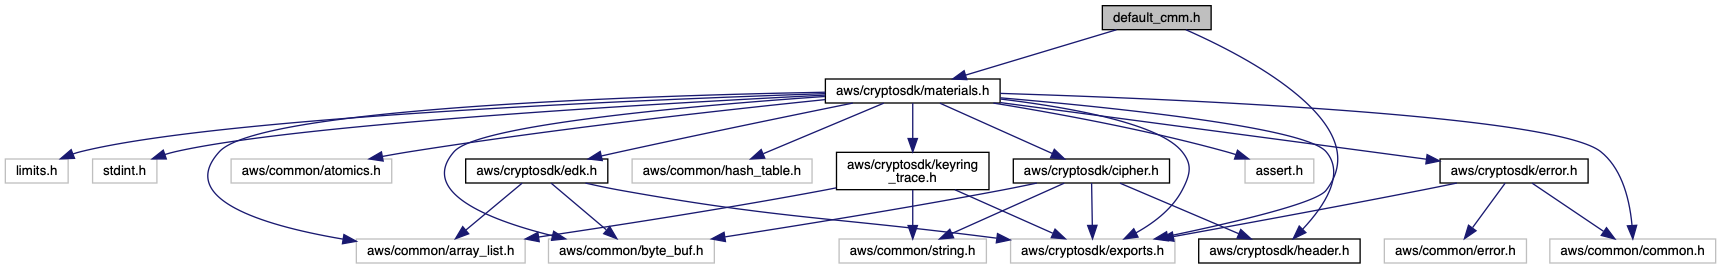 default_cmm.h
aws/cryptosdk/materials.h
limits.h
stdint.h
aws/common/atomics.h
aws/cryptosdk/edk.h
aws/common/hash_table.h
aws/cryptosdk/keyring
_trace.h
aws/cryptosdk/cipher.h
assert.h
aws/cryptosdk/error.h
aws/common/array_list.h
aws/common/byte_buf.h
aws/common/string.h
aws/cryptosdk/exports.h
aws/cryptosdk/header.h
aws/common/error.h
aws/common/common.h